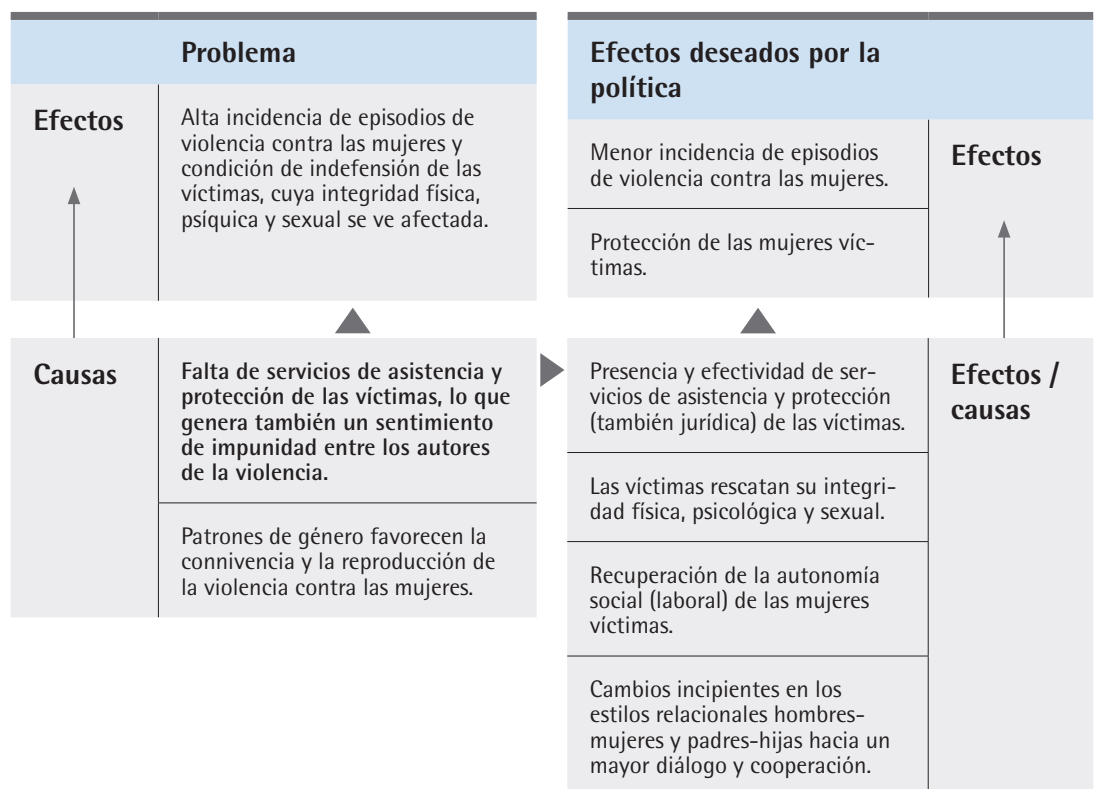 Problema
Efectos
Alta incidencia de episodios de
violencia contra las mujeres y
condición de indefensión de las
víctimas, cuya integridad física,
psíquica y sexual se ve afectada.
Causas
Falta de servicios de asistencia y
protección de las víctimas, lo que
genera también un sentimiento
de impunidad entre los autores
de la violencia.
Patrones de género favorecen la
connivencia y la reproducción de
la violencia contra las mujeres.
Efectos deseados por la
política
Menor incidencia de episodios
de violencia contra las mujeres.
Protección de las mujeres víc-
timas.
Efectos
Presencia y efectividad de ser-
vicios de asistencia y protección
(también jurídica) de las víctimas.
Las víctimas rescatan su integri-
dad física, psicológica y sexual.
Recuperación de la autonomía
social (laboral) de las mujeres
víctimas.
Cambios incipientes en los
estilos relacionales hombres-
mujeres y padres-hijas hacia un
mayor diálogo y cooperación.
Efectos /
causas